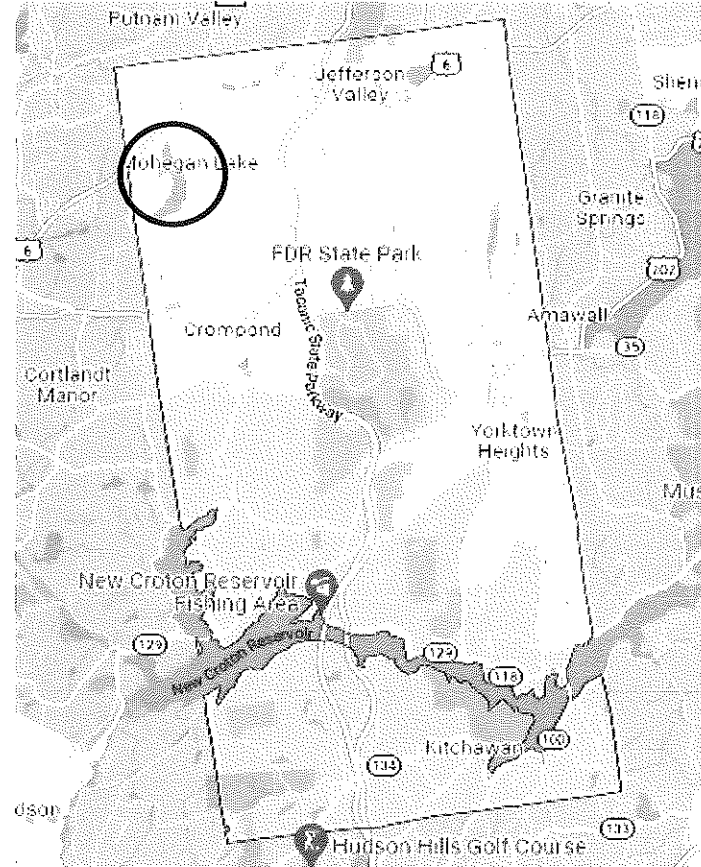 Putnam Valley
Jefferson
Valley
6
Sher
118
Mohegan Lake
Granite
Springs
6
FDR State Park
202
Taconic State Parkway
Amawalk
Crompond
35
Cortlandt
Manor
Yorktown
Heights
Mus
New Croton Reservoir
Fishing Area
129
New Croton Reservoir
129
118
100
Kitchawan
134
dson
133
Hudson Hills Golf Course